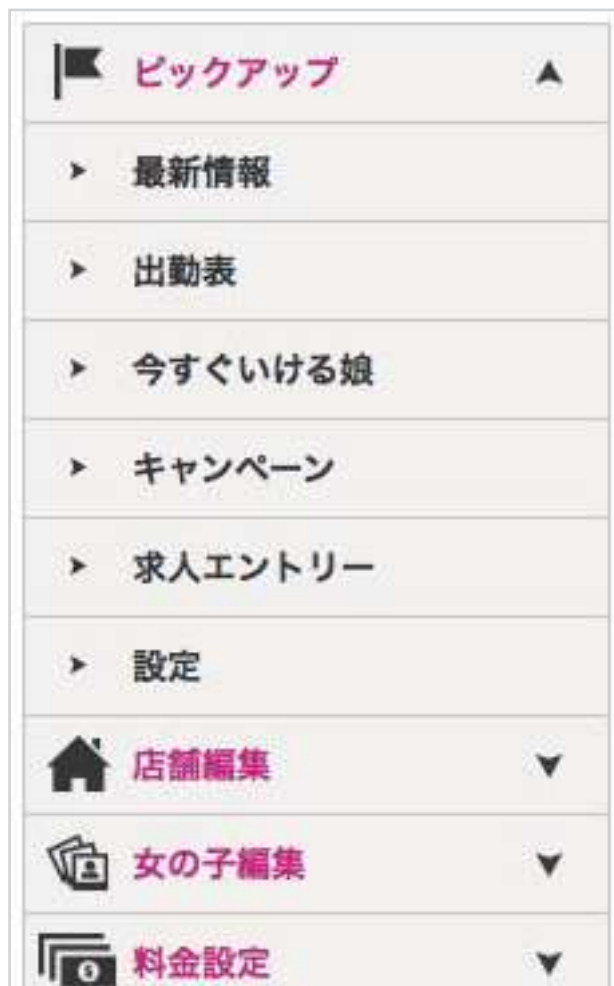 ピックアップ
最新情報
出勤表
今すぐいける娘
キャンペーン
求人エントリー
設定
店舗編集
女の子編集
料金設定